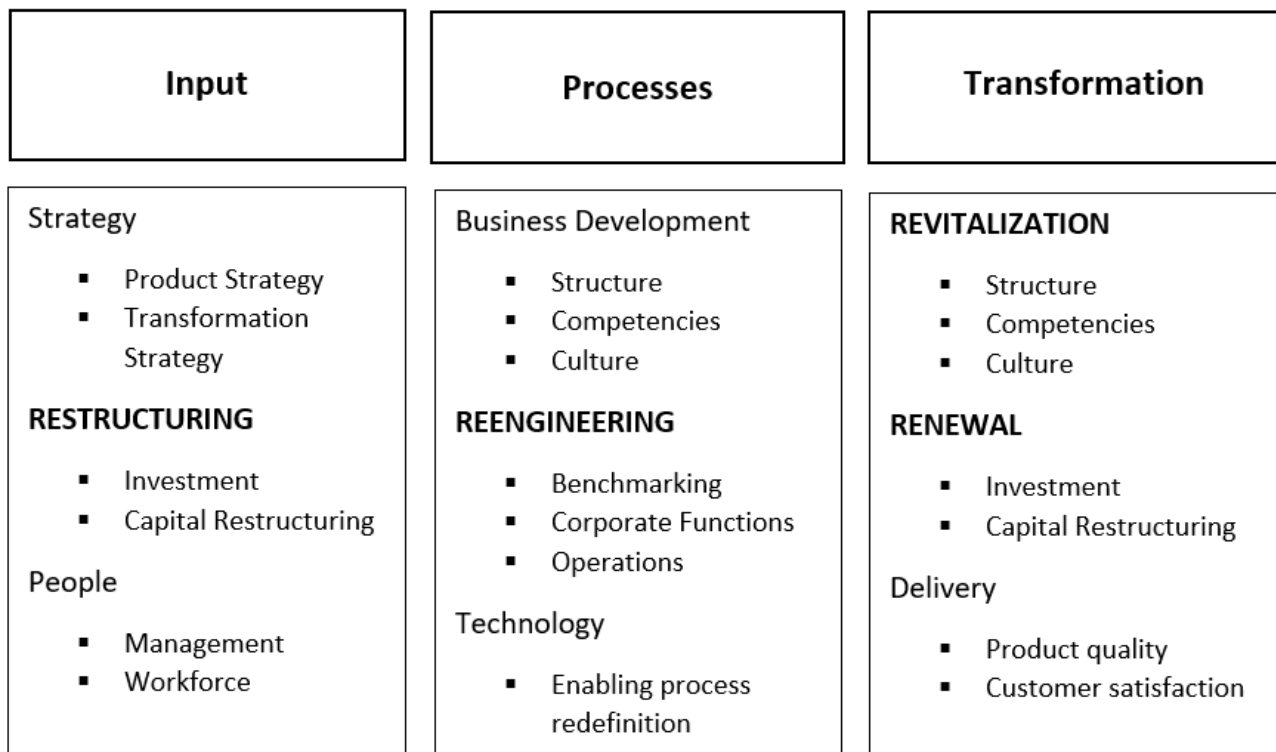 Input
Strategy
Product Strategy
Transformation
Strategy
RESTRUCTURING
Investment
Capital Restructuring
People
Management
Workforce
Processes
Business Development
Structure
Competencies
Culture
REENGINEERING
Benchmarking
Corporate Functions
Operations
Technology
Enabling process
redefinition
Transformation
REVITALIZATION
Structure
Competencies
Culture
RENEWAL
Investment
Capital Restructuring
Delivery
Product quality
Customer satisfaction